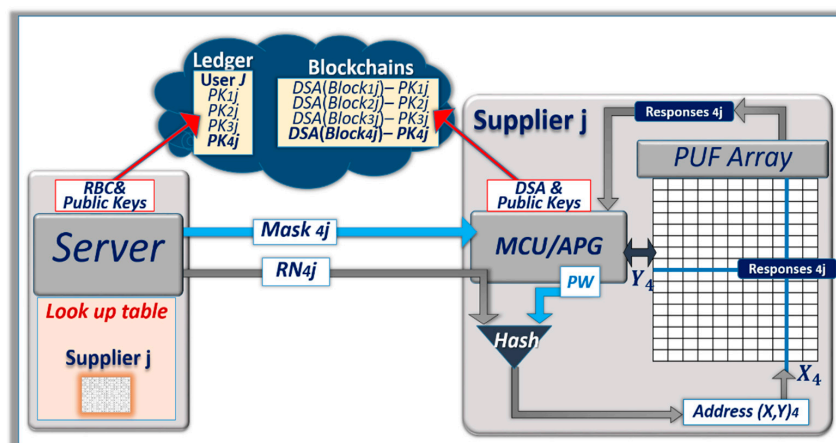 Ledger
User J
PK1j
PK2j
PK3j
PK4j
Blockchains
DSA(Block1j)– PK1j
DSA(Block2j)– PK2j
DSA(Block3j)– PK3j
DSA(Block4j)– PK4j
Supplier j
Responses 4j
PUF Array
RBC&
Public Keys
DSA &
Public Keys
Server
Mask 4j
MCU/APG
RN4j
PW
Y4
Responses 4j
Look up table
Supplier j
Hash
X4
Address (X,Y)4